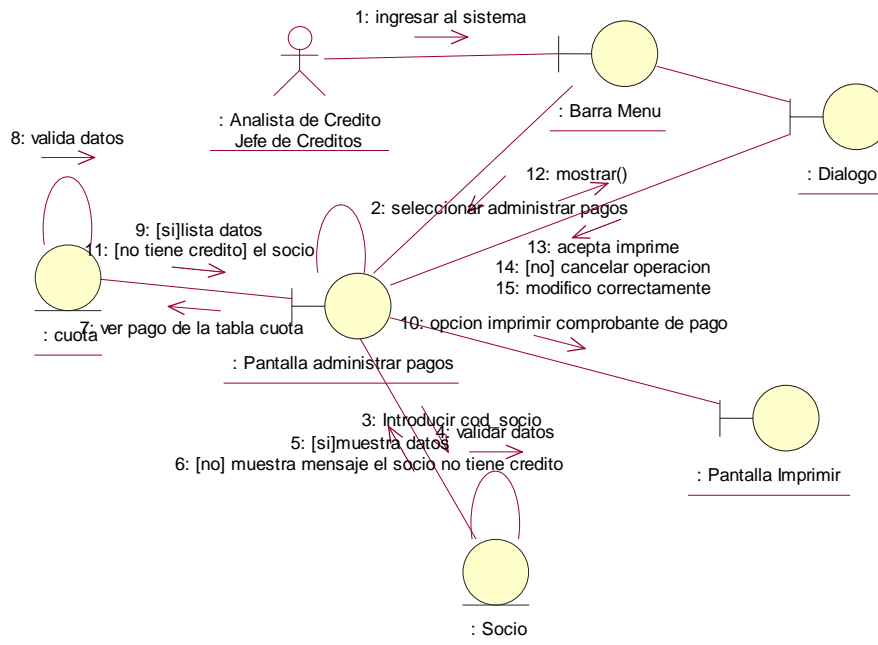 1: ingresar al sistema
: Analista de Credito
Jefe de Creditos
: Barra Menu
: Dialogo
8: valida datos
12: mostrar()
2: seleccionar administrar pagos
9: [si]lista datos
11: [no tiene credito] el socio
13: acepta imprime
14: [no] cancelar operacion
15: modifico correctamente
7: ver pago de la tabla cuota
: cuota
10: opcion imprimir comprobante de pago
: Pantalla administrar pagos
3: Introducir cod_socio
4: validar datos
5: [si]muestra datos
6: [no] muestra mensaje el socio no tiene credito
: Pantalla Imprimir
: Socio